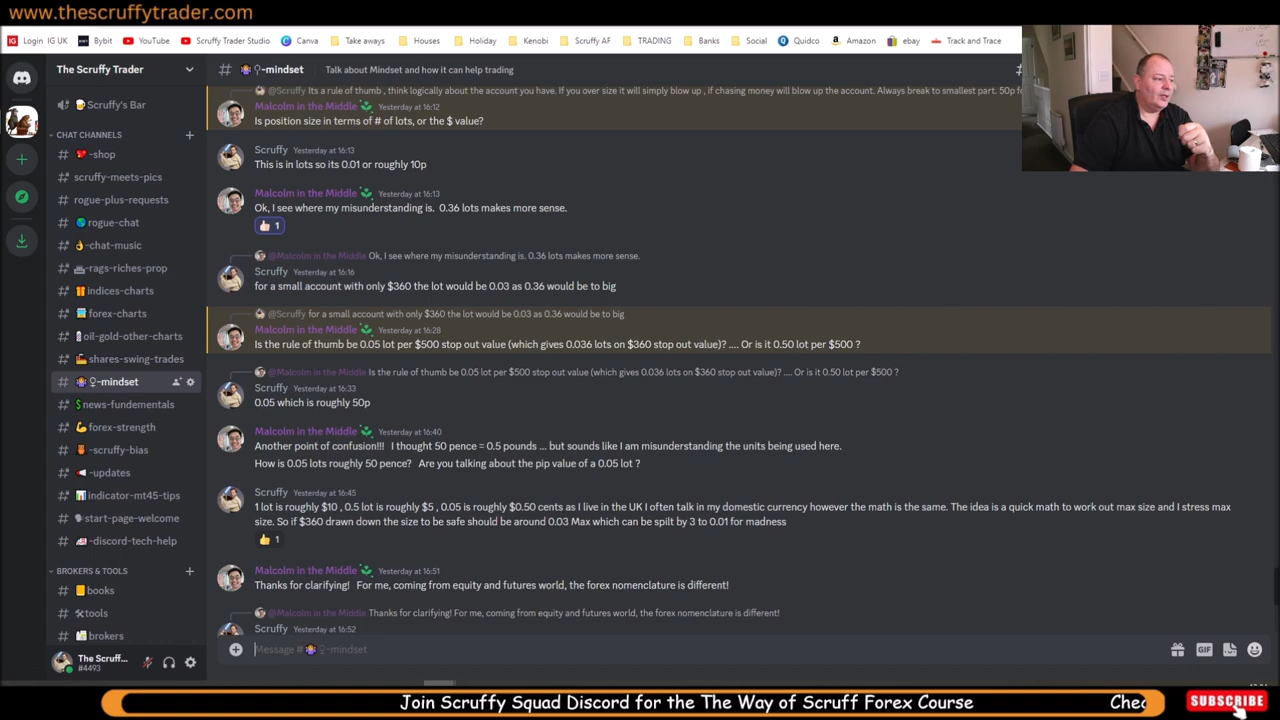 www.thescruffytrader.com
Login IG UK
Bybit
YouTube
Scruffy Trader Studio
Canva
Take aways
Houses
Holiday
Kenobi
Scruffy AF
TRADING
Banks
Social
Quidco
Amazon
ebay
Track and Trace
The Scruffy Trader
Scruffy's Bar
CHAT CHANNELS
-shop
scruffy-meets-pics
rogue-plus-requests
-rogue-chat
-chat-music
-rags-riches-prop
indices-charts
-forex-charts
oil-gold-other-charts
shares-swing-trades
-mindset
news-fundementals
forex-strength
-scruffy-bias
-updates
indicator-mt45-tips
start-page-welcome
-discord-tech-help
BROKERS & TOOLS
books
tools
brokers
The Scruff...
#4493
-mindset
Talk about Mindset and how it can help trading
@Scruffy Its a rule of thumb , think logically about the account you have. If you over size it will simply blow up , if chasing money will blow up the account. Always break to smallest part. 50p fo
Malcolm in the Middle Yesterday at 16:12
Is position size in terms of # of lots, or the $ value?
Scruffy Yesterday at 16:13
This is in lots so its 0.01 or roughly 10p
Malcolm in the Middle Yesterday at 16:13
Ok, I see where my misunderstanding is. 0.36 lots makes more sense.
1
@Malcolm in the Middle Ok, I see where my misunderstanding is. 0.36 lots makes more sense.
Scruffy Yesterday at 16:16
for a small account with only $360 the lot would be 0.03 as 0.36 would be to big
@Scruffy for a small account with only $360 the lot would be 0.03 as 0.36 would be to big
Malcolm in the Middle Yesterday at 16:28
Is the rule of thumb be 0.05 lot per $500 stop out value (which gives 0.036 lots on $360 stop out value)? .... Or is it 0.50 lot per $500 ?
@Malcolm in the Middle Is the rule of thumb be 0.05 lot per $500 stop out value (which gives 0.036 lots on $360 stop out value)? .... Or is it 0.50 lot per $500 ?
Scruffy Yesterday at 16:33
0.05 which is roughly 50p
Malcolm in the Middle Yesterday at 16:40
Another point of confusion!!! I thought 50 pence = 0.5 pounds ... but sounds like I am misunderstanding the units being used here.
How is 0.05 lots roughly 50 pence? Are you talking about the pip value of a 0.05 lot ?
Scruffy Yesterday at 16:45
1 lot is roughly $10 , 0.5 lot is roughly $5 , 0.05 is roughly $0.50 cents as I live in the UK I often talk in my domestic currency however the math is the same. The idea is a quick math to work out max size and I stress max
size. So if $360 drawn down the size to be safe should be around 0.03 Max which can be spilt by 3 to 0.01 for madness
1
Malcolm in the Middle Yesterday at 16:51
Thanks for clarifying! For me, coming from equity and futures world, the forex nomenclature is different!
@Malcolm in the Middle Thanks for clarifying! For me, coming from equity and futures world, the forex nomenclature is different!
Scruffy Yesterday at 16:52
Message #-mindset
GIF
Join Scruffy Squad Discord for the The Way of Scruff Forex Course
Chec
SUBSCRIBE